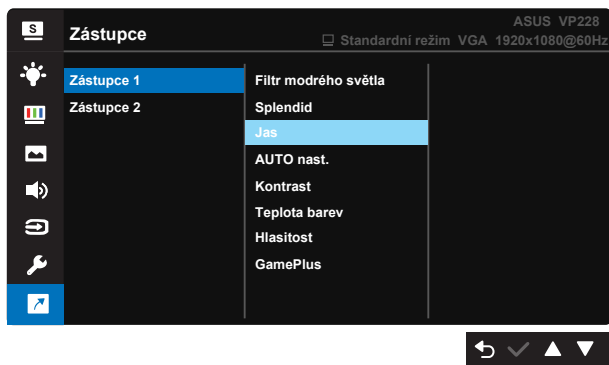 S
Zástupce
ASUS VP228
Standardní režim VGA 1920x1080@60Hz
Zástupce 1
Zástupce 2
Filtr modrého světla
Splendid
Jas
AUTO nast.
Kontrast
Teplota barev
Hlasitost
GamePlus